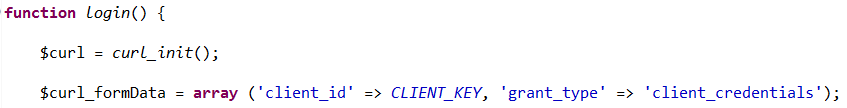 function login() {
$curl = curl_init();
$curl_formData = array ('client_id' => CLIENT_KEY, 'grant_type' => 'client_credentials');